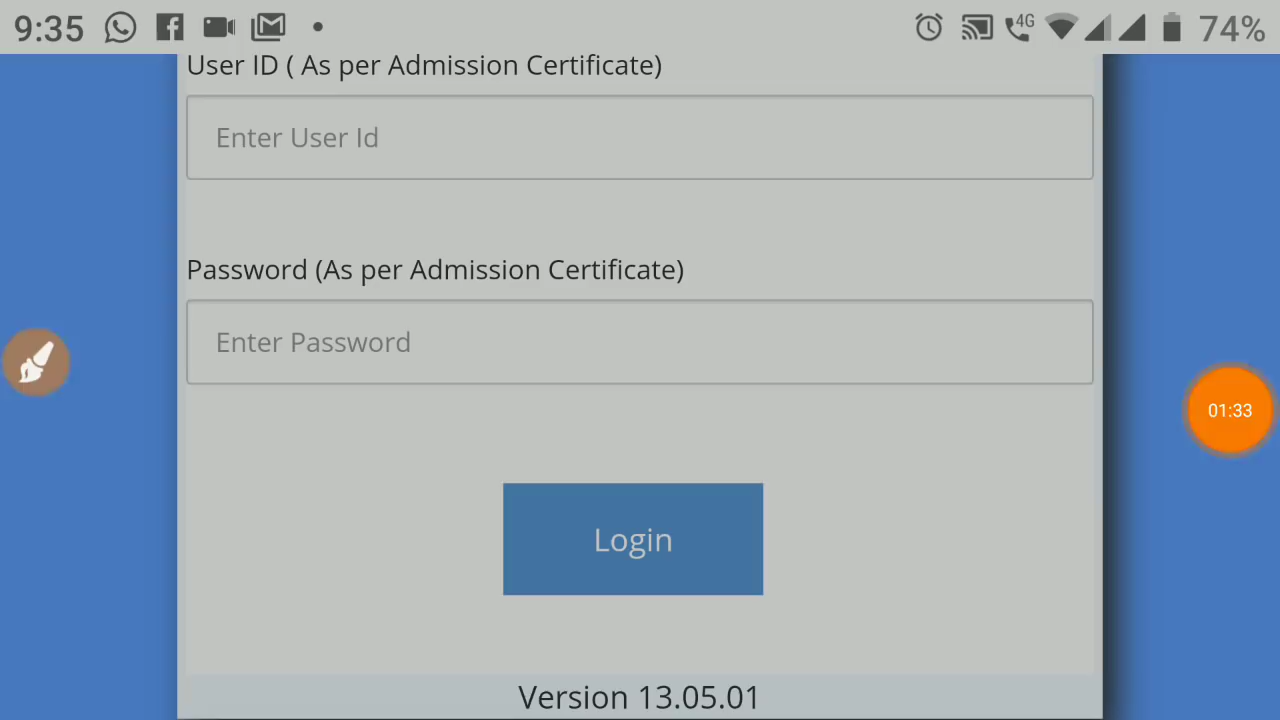 9:35
4G
74%
User ID ( As per Admission Certificate)
Enter User Id
Password (As per Admission Certificate)
Enter Password
01:33
Login
Version 13.05.01